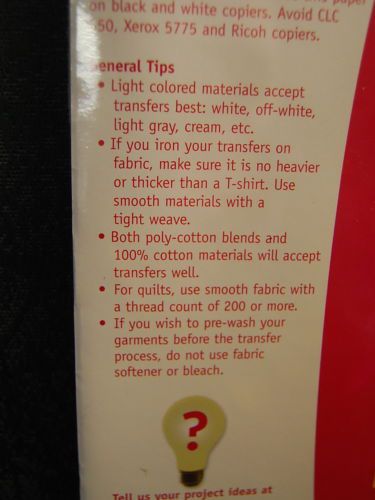 paper
on black and white copiers. Avoid CLC
50, Xerox 5775 and Ricoh copiers.
General Tips
• Light colored materials accept
transfers best: white, off-white,
light gray, cream, etc.
• If you iron your transfers on
fabric, make sure it is no heavier
or thicker than a T-shirt. Use
smooth materials with a
tight weave.
• Both poly-cotton blends and
100% cotton materials will accept
transfers well.
• For quilts, use smooth fabric with
a thread count of 200 or more.
• If you wish to pre-wash your
garments before the transfer
process, do not use fabric
softener or bleach.
?
Tell us your project ideas at